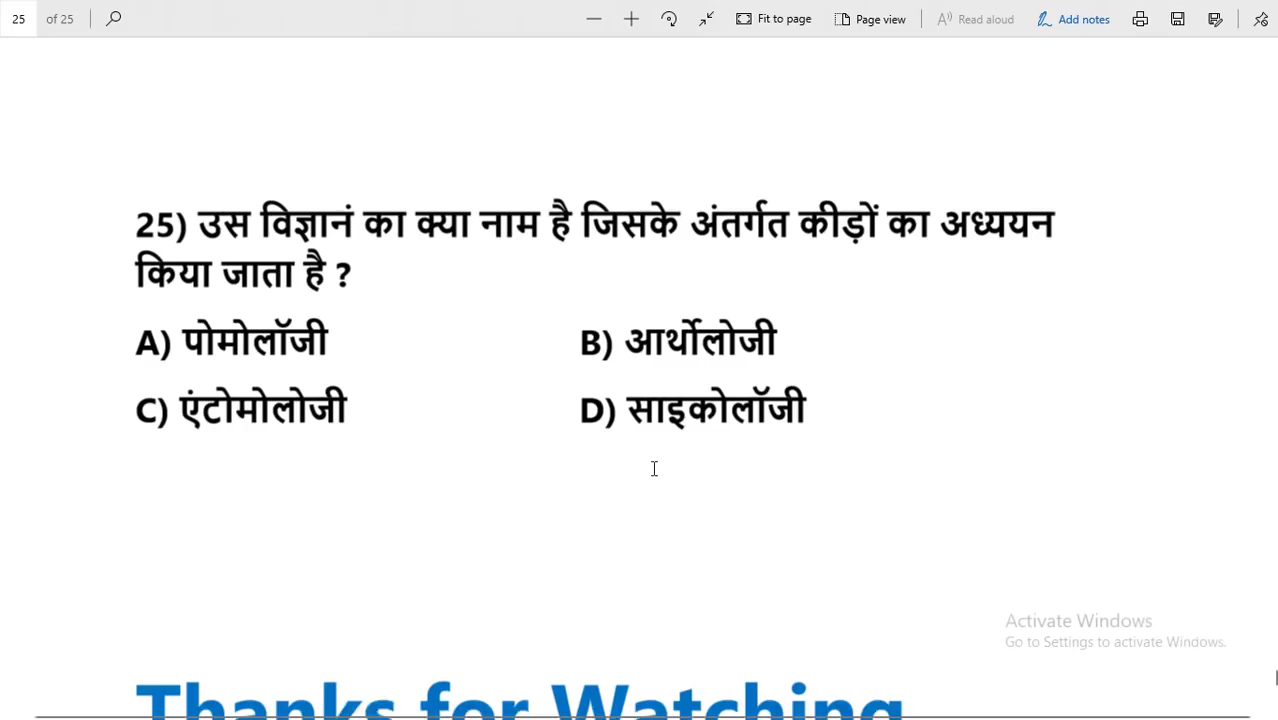 25 of 25 Fit to page Page view Read aloud Add notes
25) उस विज्ञानं का क्या नाम है जिसके अंतर्गत कीड़ों का अध्ययन
किया जाता है ?
A) पोमोलॉजी B) आर्थोलोजी
C) एंटोमोलोजी D) साइकोलॉजी
Activate Windows
Go to Settings to activate Windows.
Thanks for Watching